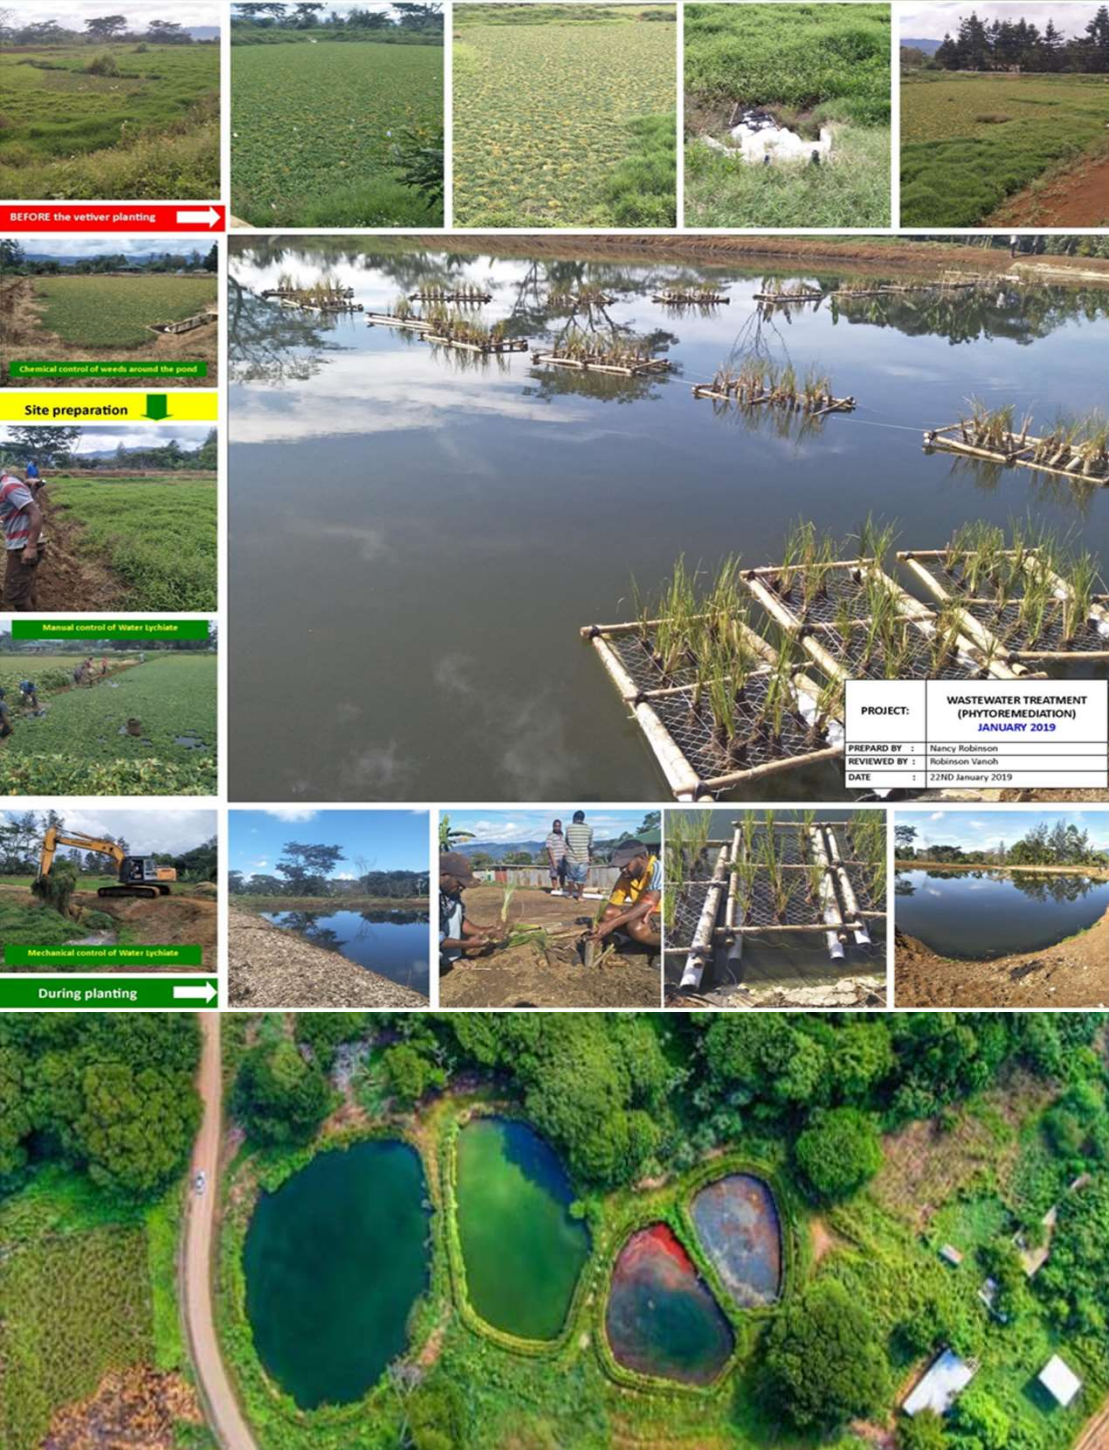 BEFORE the vetiver planting
Chemical control of weeds around the pond
Site preparation
Manual control of Water Lychiate
PROJECT:
WASTEWATER TREATMENT
(PHYTOREMEDIATION)
JANUARY 2019
PREPARD BY :
Nancy Robinson
REVIEWED BY :
Robinson Vanoh
DATE :
22ND January 2019
Mechanical control of Water Lychiate
During planting